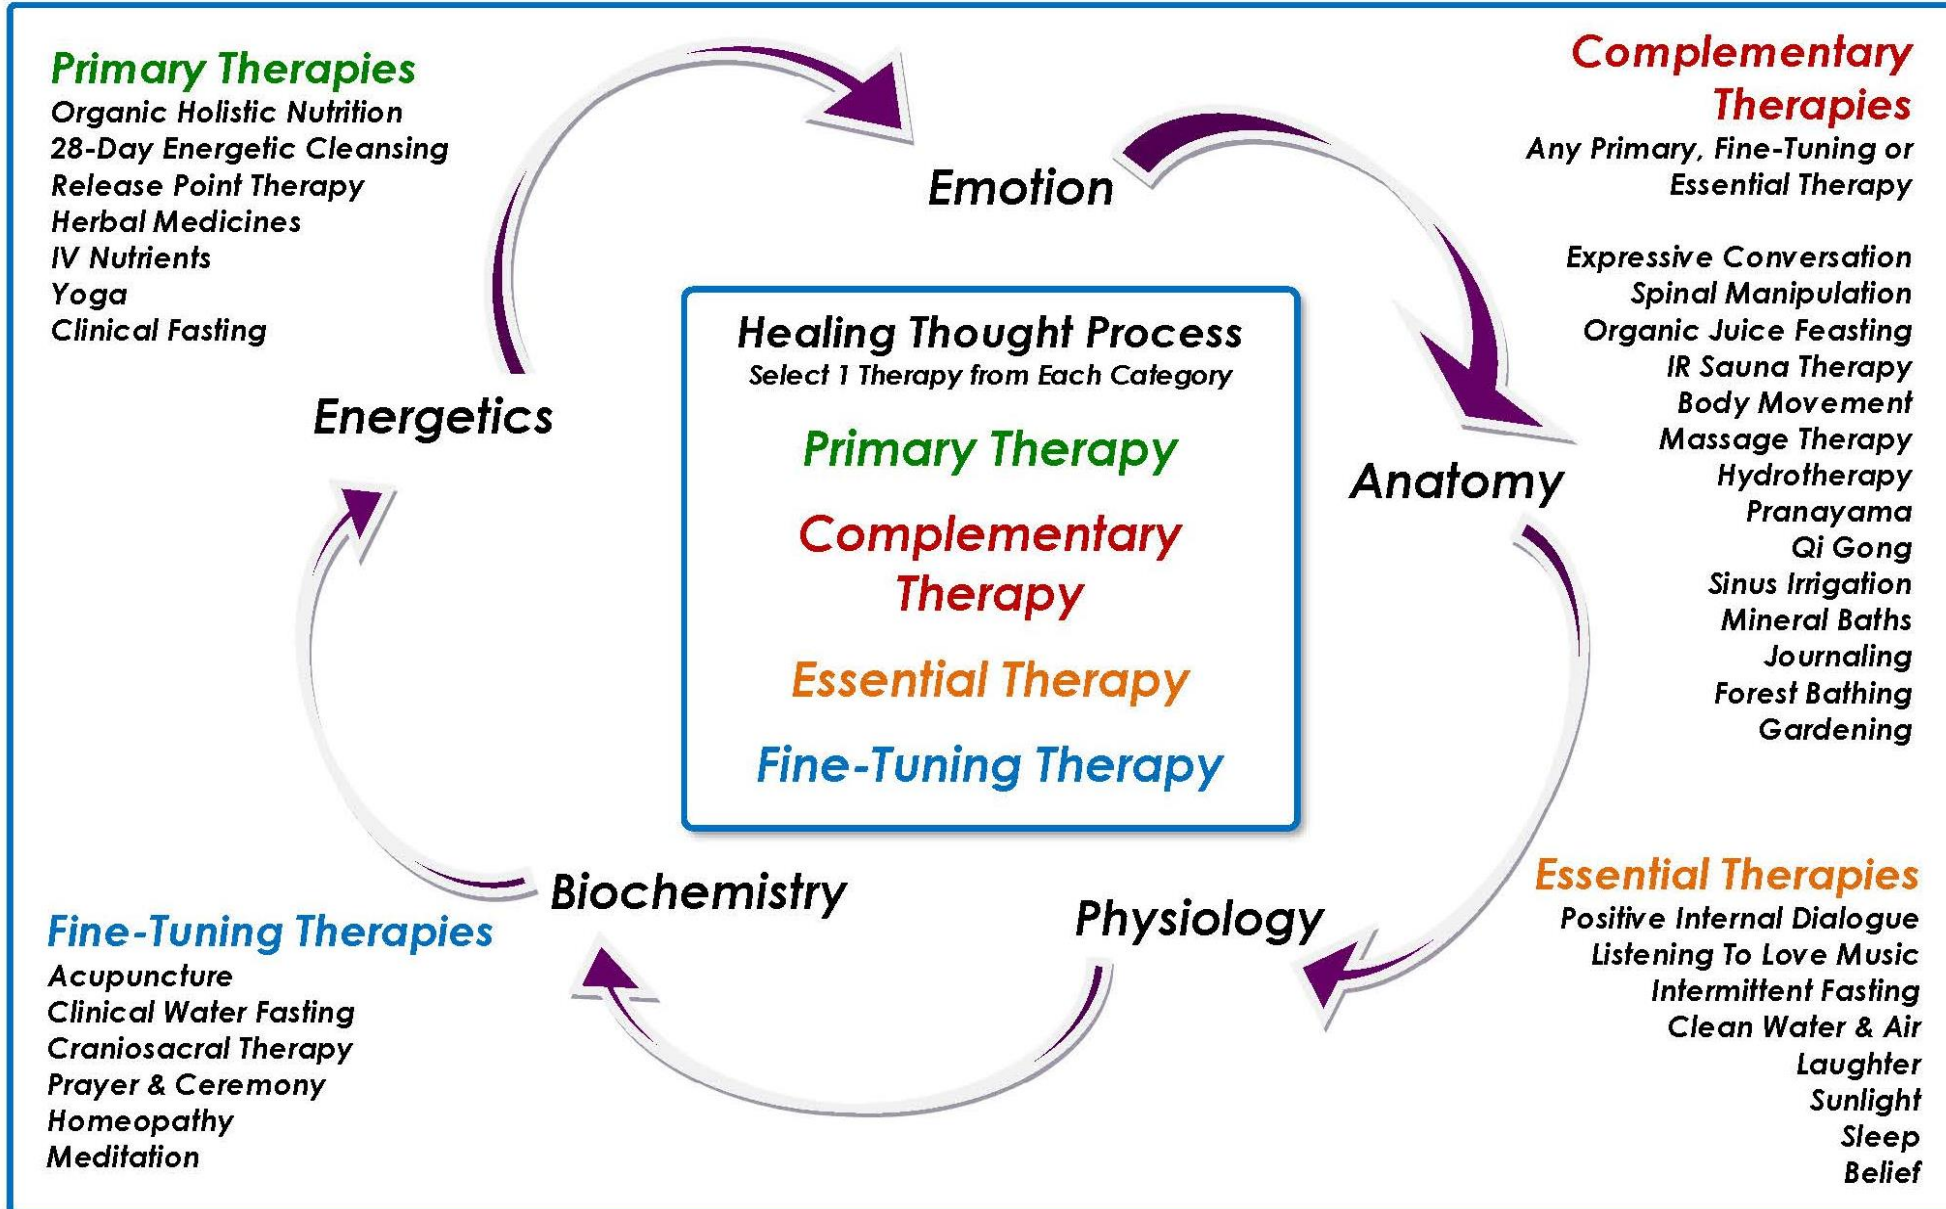 Primary Therapies
Organic Holistic Nutrition
28-Day Energetic Cleansing
Release Point Therapy
Herbal Medicines
IV Nutrients
Yoga
Clinical Fasting
Complementary
Therapies
Any Primary, Fine-Tuning or
Essential Therapy
Expressive Conversation
Spinal Manipulation
Organic Juice Feasting
IR Sauna Therapy
Body Movement
Massage Therapy
Hydrotherapy
Pranayama
Qi Gong
Sinus Irrigation
Mineral Baths
Journaling
Forest Bathing
Gardening
Emotion
Energetics
Anatomy
Healing Thought Process
Select 1 Therapy from Each Category
Primary Therapy
Complementary
Therapy
Essential Therapy
Fine-Tuning Therapy
Biochemistry
Physiology
Fine-Tuning Therapies
Acupuncture
Clinical Water Fasting
Craniosacral Therapy
Prayer & Ceremony
Homeopathy
Meditation
Essential Therapies
Positive Internal Dialogue
Listening To Love Music
Intermittent Fasting
Clean Water & Air
Laughter
Sunlight
Sleep
Belief